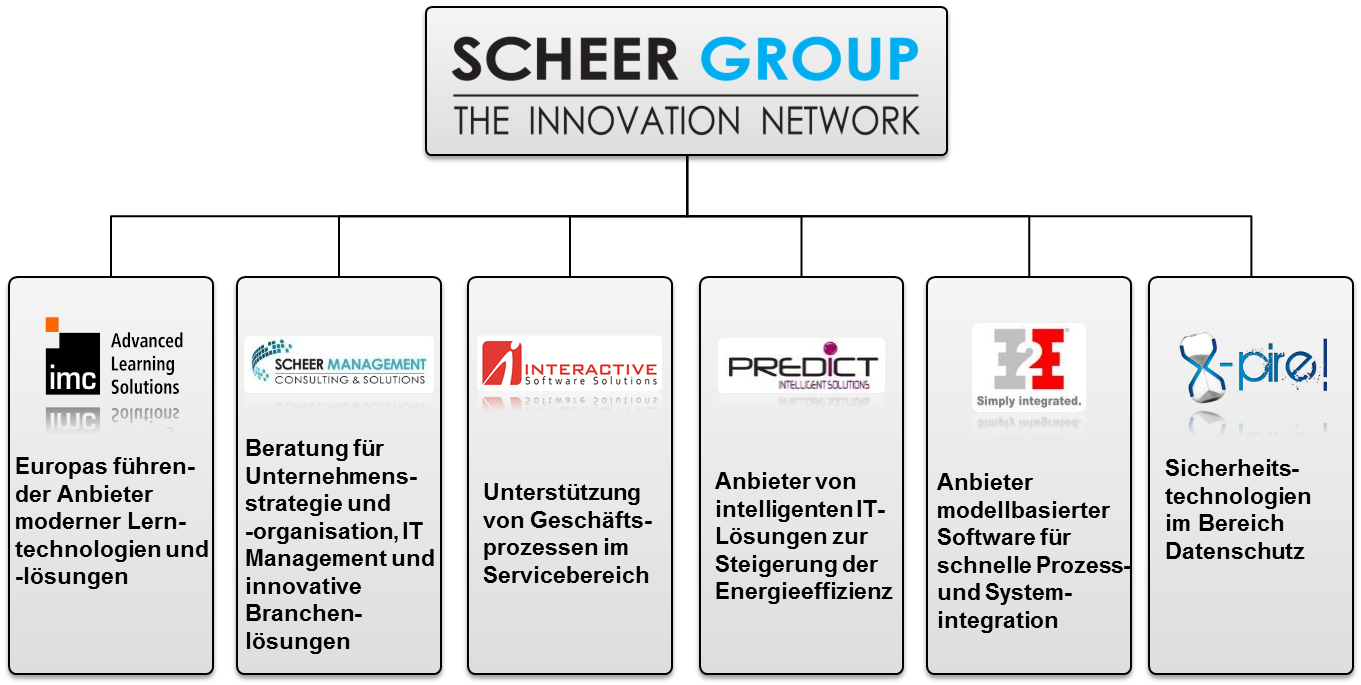 SCHEER GROUP
THE INNOVATION NETWORK
imc
Advanced
Learning
Solutions
Europas führen-
der Anbieter
moderner Lern-
technologien und
-lösungen
SCHEER MANAGEMENT
CONSULTING & SOLUTIONS
Beratung für
Unternehmens-
strategie und
-organisation, IT
Management und
innovative
Branchen-
lösungen
i INTERACTIVE
Software Solutions
Unterstützung
von Geschäfts-
prozessen im
Servicebereich
PREDICT
INTELLIGENT SOLUTIONS
Anbieter von
intelligenten IT-
Lösungen zur
Steigerung der
Energieeffizienz
E2E®
Simply integrated.
Anbieter
modellbasierter
Software für
schnelle Prozess-
und System-
integration
X-pire!
Sicherheits-
technologien
im Bereich
Datenschutz